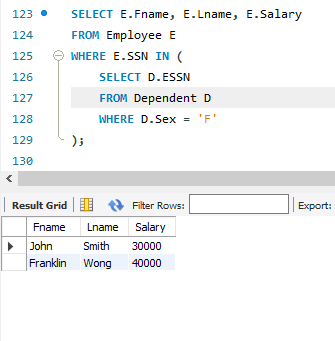 123 SELECT E.Fname, E.Lname, E.Salary
124 FROM Employee E
125 WHERE E.SSN IN (
126 SELECT D.ESSN
127 FROM Dependent D
128 WHERE D.Sex = 'F'
129 );
130
Result Grid Filter Rows: Export:
Fname Lname Salary
John Smith 30000
Franklin Wong 40000